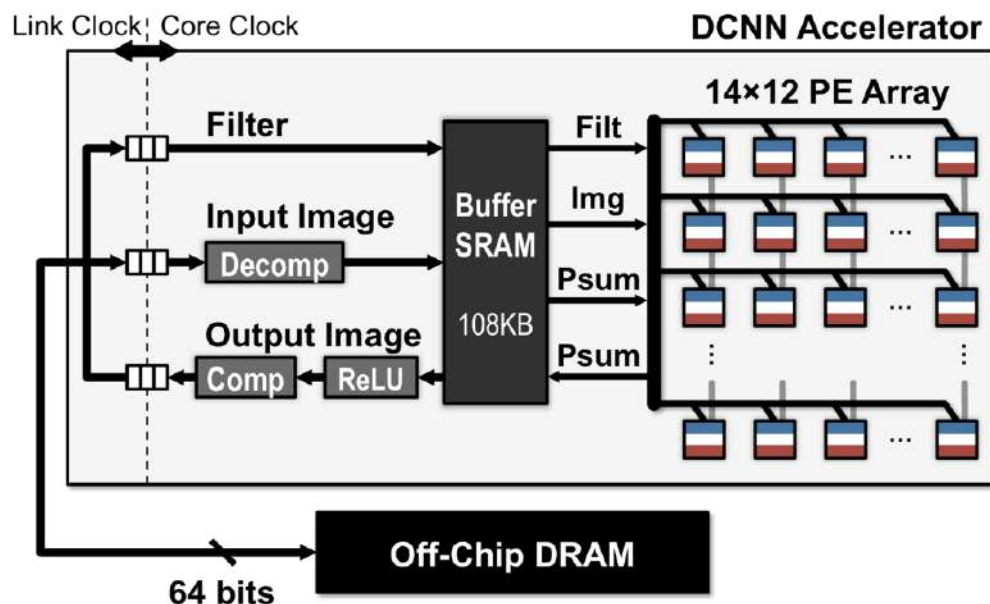 Link Clock
Core Clock
DCNN Accelerator
14×12 PE Array
Filter
Filt
Input Image
Img
Buffer
SRAM
Decomp
Psum
108KB
Output Image
Psum
Comp
ReLU
...
...
...
...
...
...
Off-Chip DRAM
64 bits